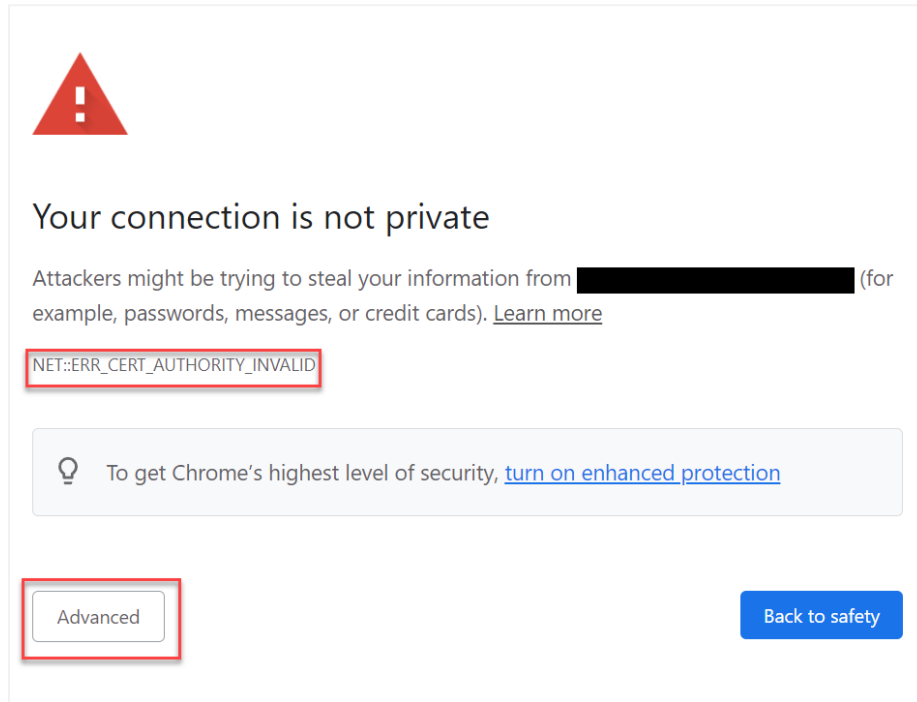 Your connection is not private
Attackers might be trying to steal your information from (for
example, passwords, messages, or credit cards). Learn more
NET::ERR_CERT_AUTHORITY_INVALID
To get Chrome’s highest level of security, turn on enhanced protection
Advanced
Back to safety